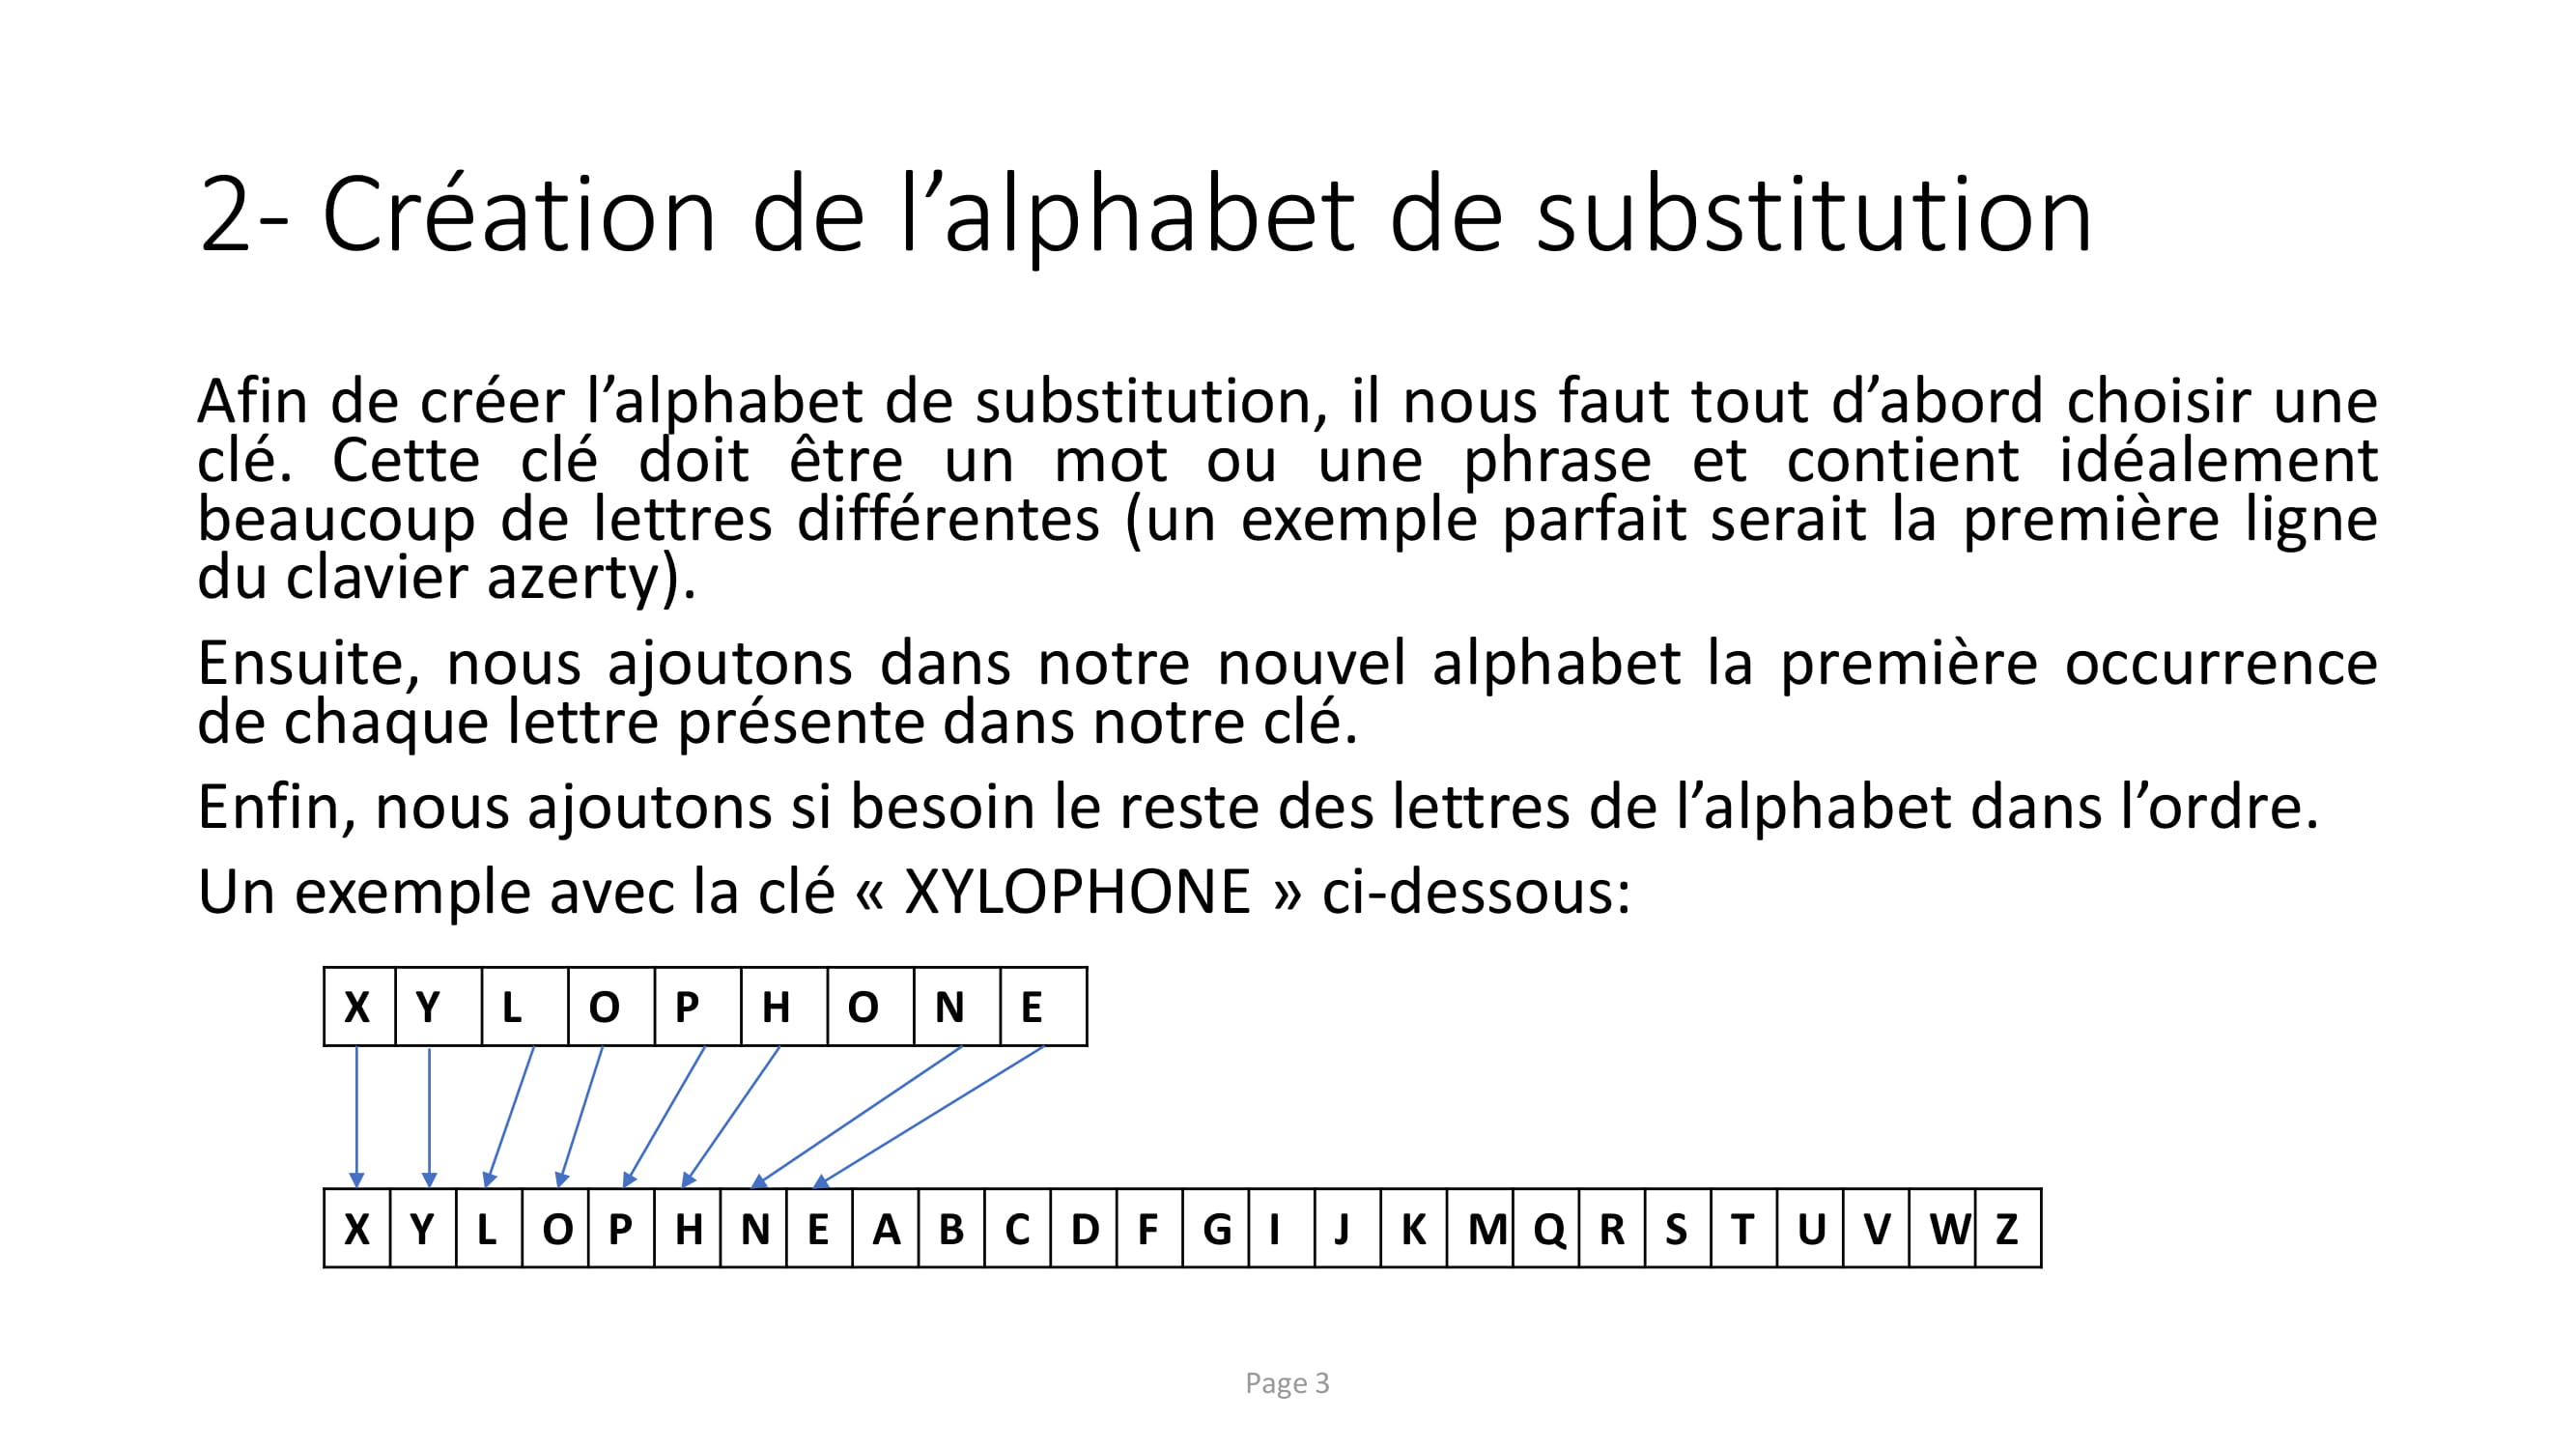 2- Création de l’alphabet de substitution
Afin de créer l’alphabet de substitution, il nous faut tout d’abord choisir une
clé. Cette clé doit être un mot ou une phrase et contient idéalement
beaucoup de lettres différentes (un exemple parfait serait la première ligne
du clavier azerty).
Ensuite, nous ajoutons dans notre nouvel alphabet la première occurrence
de chaque lettre présente dans notre clé.
Enfin, nous ajoutons si besoin le reste des lettres de l’alphabet dans l’ordre.
Un exemple avec la clé « XYLOPHONE » ci-dessous:
X Y L O P H O N E
X Y L O P H N E A B C D F G I J K M Q R S T U V W Z
Page 3